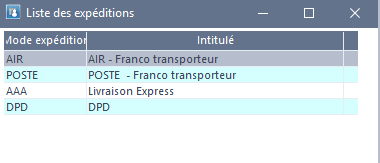 Liste des expéditions
Mode expédition Intitulé
AIR AIR - Franco transporteur
POSTE POSTE - Franco transporteur
AAA Livraison Express
DPD DPD